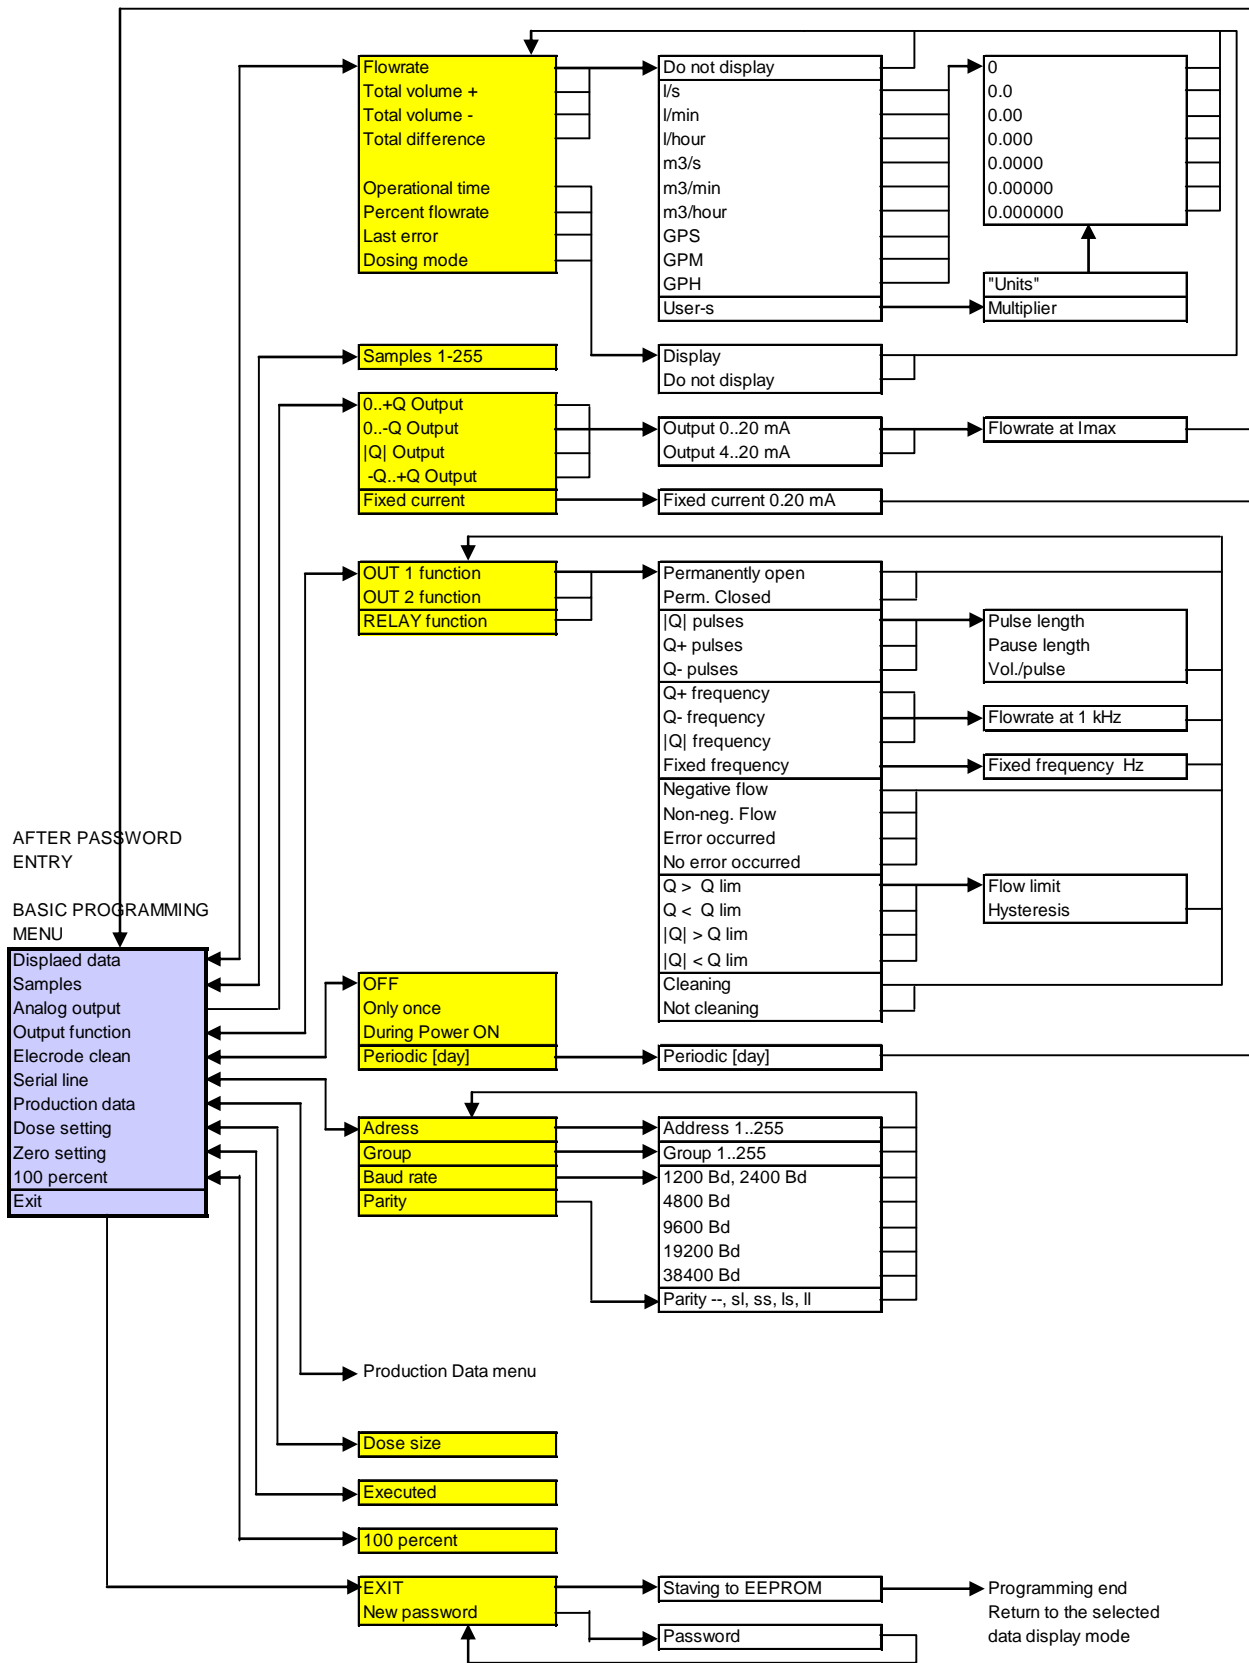 Flowrate
Total volume +
Total volume -
Total difference
Operational time
Percent flowrate
Last error
Dosing mode
Do not display
l/s
l/min
l/hour
m3/s
m3/min
m3/hour
GPS
GPM
GPH
User-s
0
0.0
0.00
0.000
0.0000
0.00000
0.000000
"Units"
Multiplier
Samples 1-255
Display
Do not display
0..+Q Output
0..-Q Output
|Q| Output
-Q..+Q Output
Fixed current
Output 0..20 mA
Output 4..20 mA
Flowrate at Imax
Fixed current 0.20 mA
OUT 1 function
OUT 2 function
RELAY function
Permanently open
Perm. Closed
|Q| pulses
Q+ pulses
Q- pulses
Q+ frequency
Q- frequency
|Q| frequency
Fixed frequency
Negative flow
Non-neg. Flow
Error occurred
No error occurred
Q > Q lim
Q < Q lim
|Q| > Q lim
|Q| < Q lim
Cleaning
Not cleaning
Pulse length
Pause length
Vol./pulse
Flowrate at 1 kHz
Fixed frequency Hz
Flow limit
Hysteresis
AFTER PASSWORD
ENTRY
BASIC PROGRAMMING
MENU
Displaed data
Samples
Analog output
Output function
Elecrode clean
Serial line
Production data
Dose setting
Zero setting
100 percent
Exit
OFF
Only once
During Power ON
Periodic [day]
Periodic [day]
Adress
Group
Baud rate
Parity
Address 1..255
Group 1..255
1200 Bd, 2400 Bd
4800 Bd
9600 Bd
19200 Bd
38400 Bd
Parity --, sl, ss, ls, ll
Production Data menu
Dose size
Executed
100 percent
EXIT
New password
Staving to EEPROM
Password
Programming end
Return to the selected
data display mode